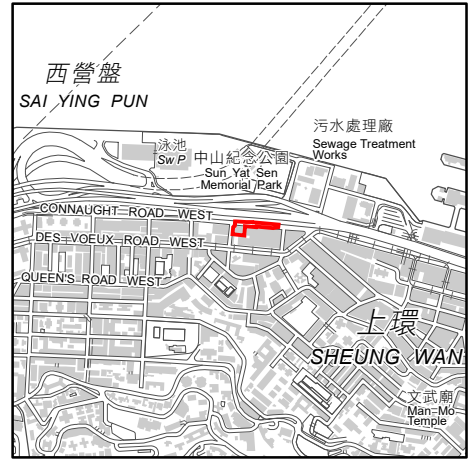 西營盤
SAI YING PUN
污水處理廠
Sewage Treatment
Works
泳池
Sw P
中山紀念公園
Sun Yat Sen
Memorial Park
CONNAUGHT ROAD WEST
DES VOEUX ROAD WEST
QUEEN'S ROAD WEST
上環
SHEUNG WAN
文武廟
Man Mo
Temple